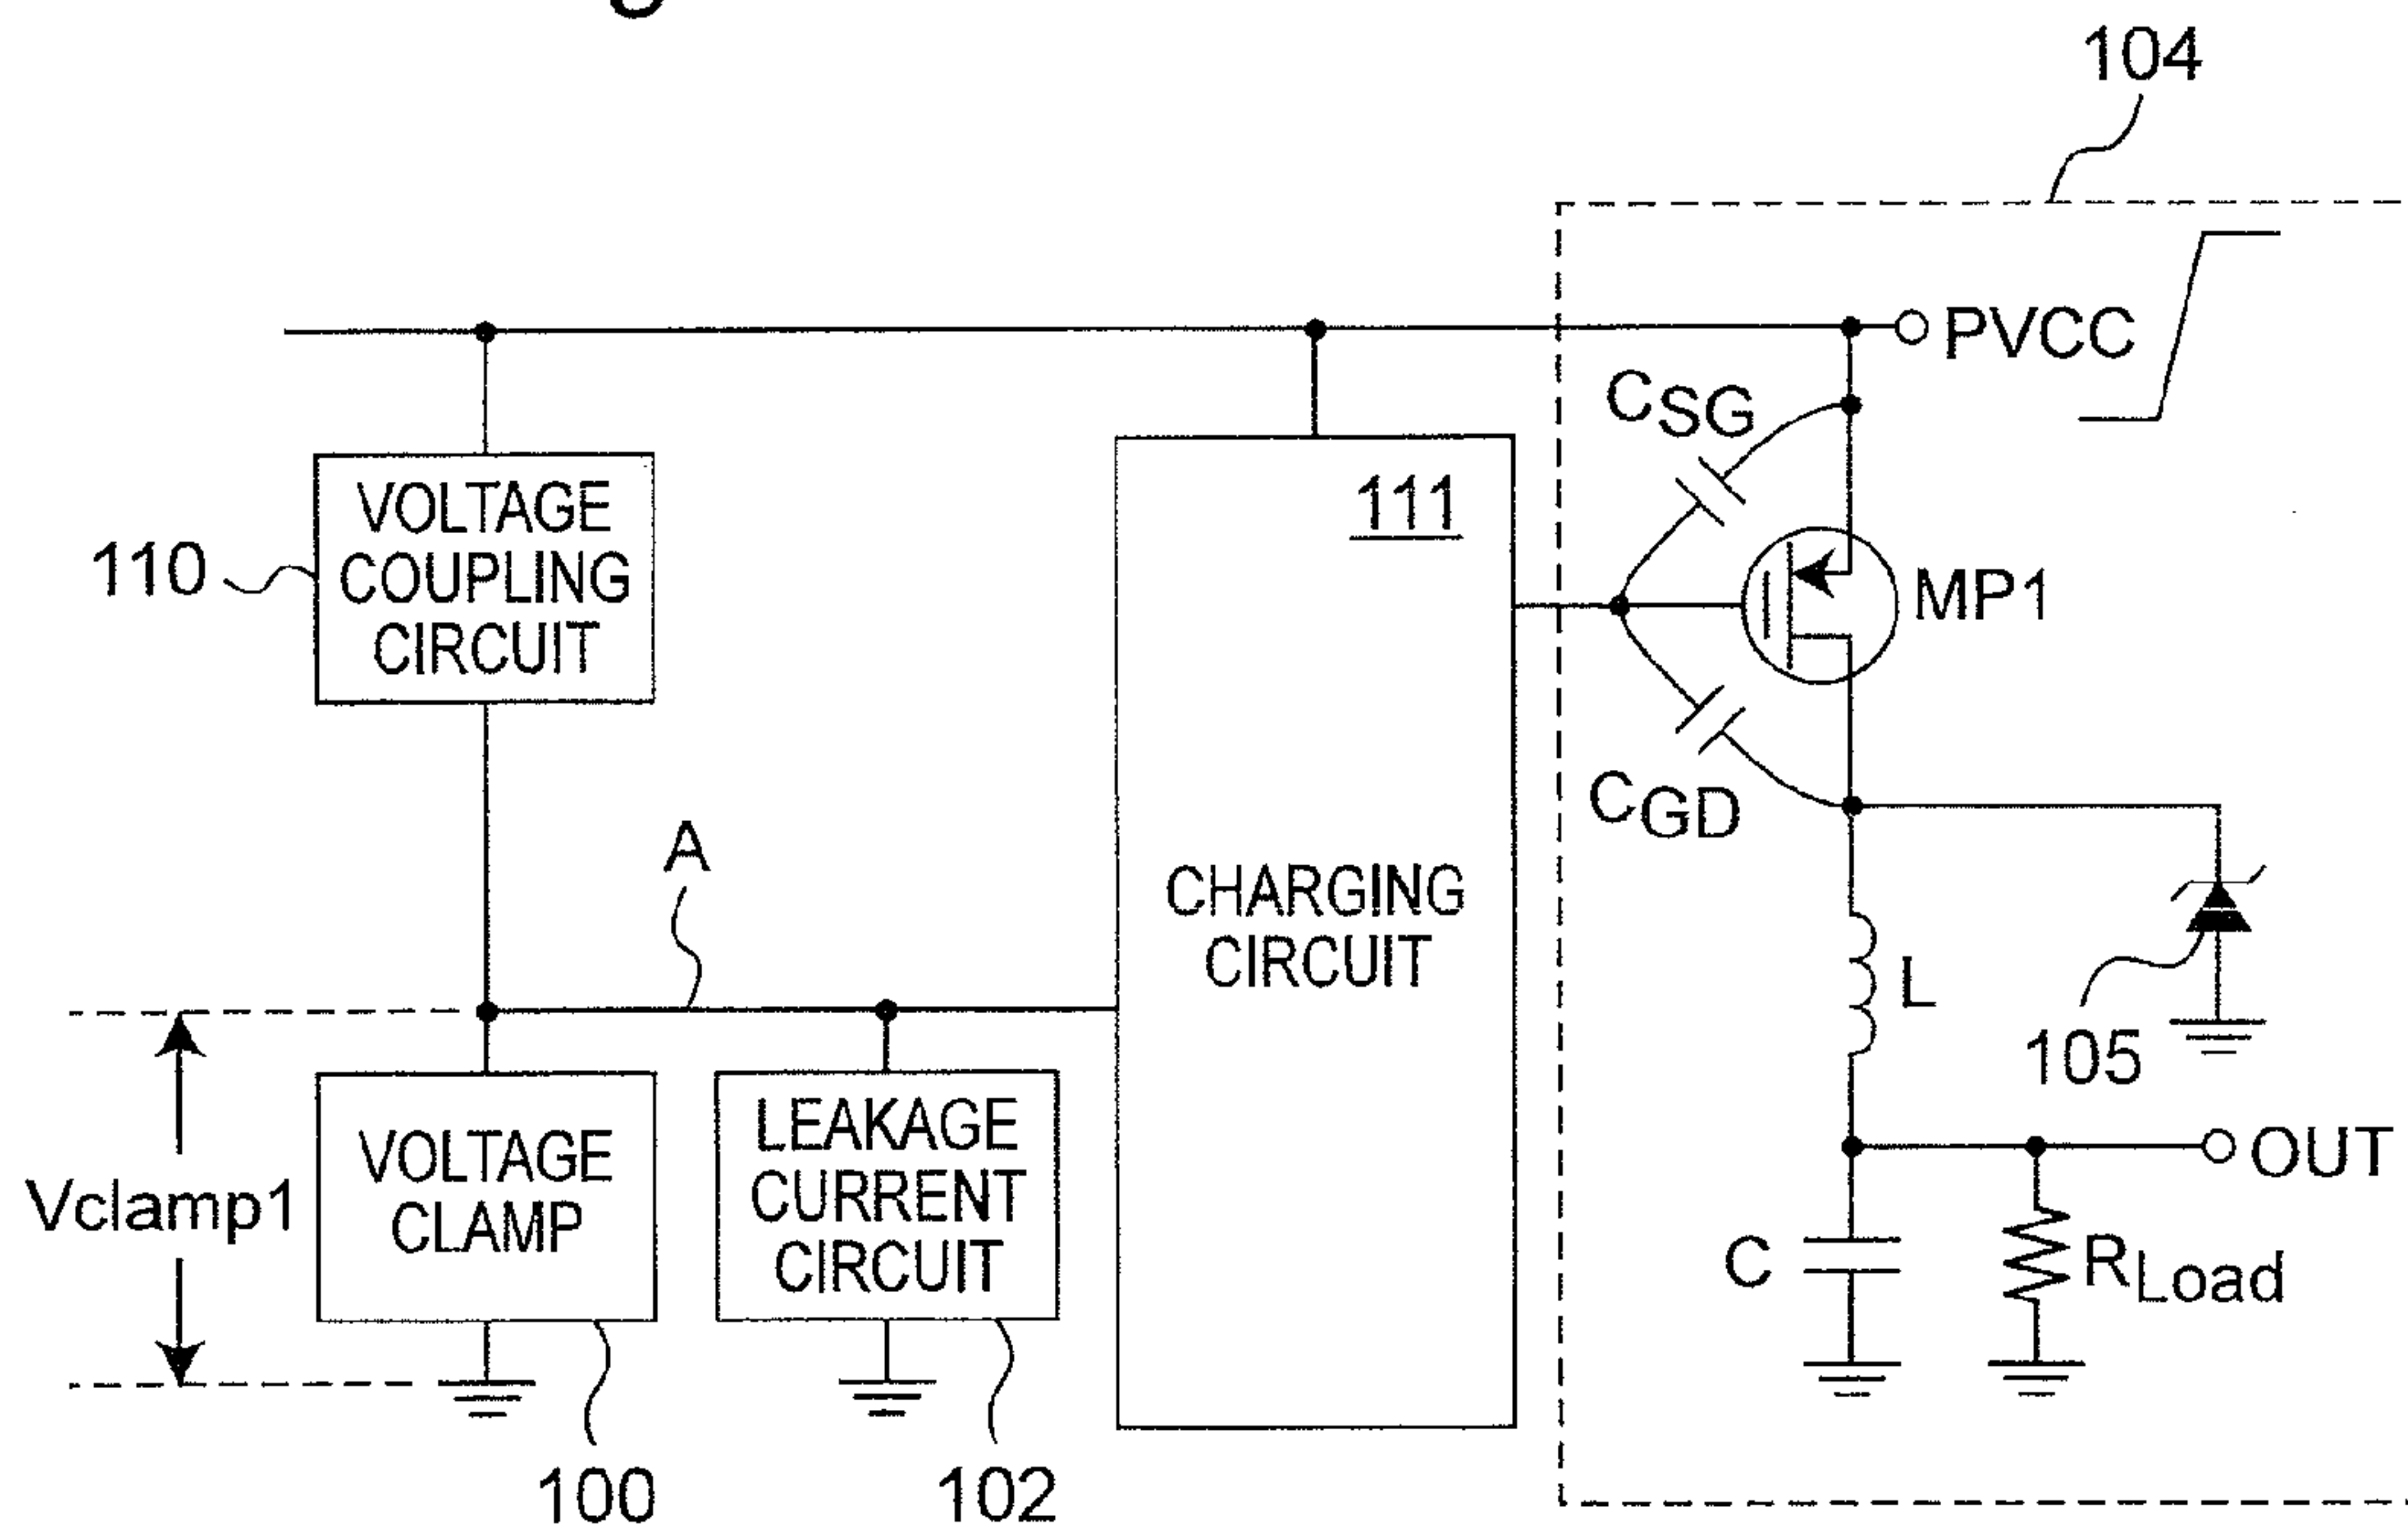 104
PVCC
CSG
VOLTAGE
COUPLING
CIRCUIT
110
111
MP1
CGD
A
CHARGING
CIRCUIT
L
105
VOLTAGE
CLAMP
Vclamp1
LEAKAGE
CURRENT
CIRCUIT
OUT
C
RLoad
100
102